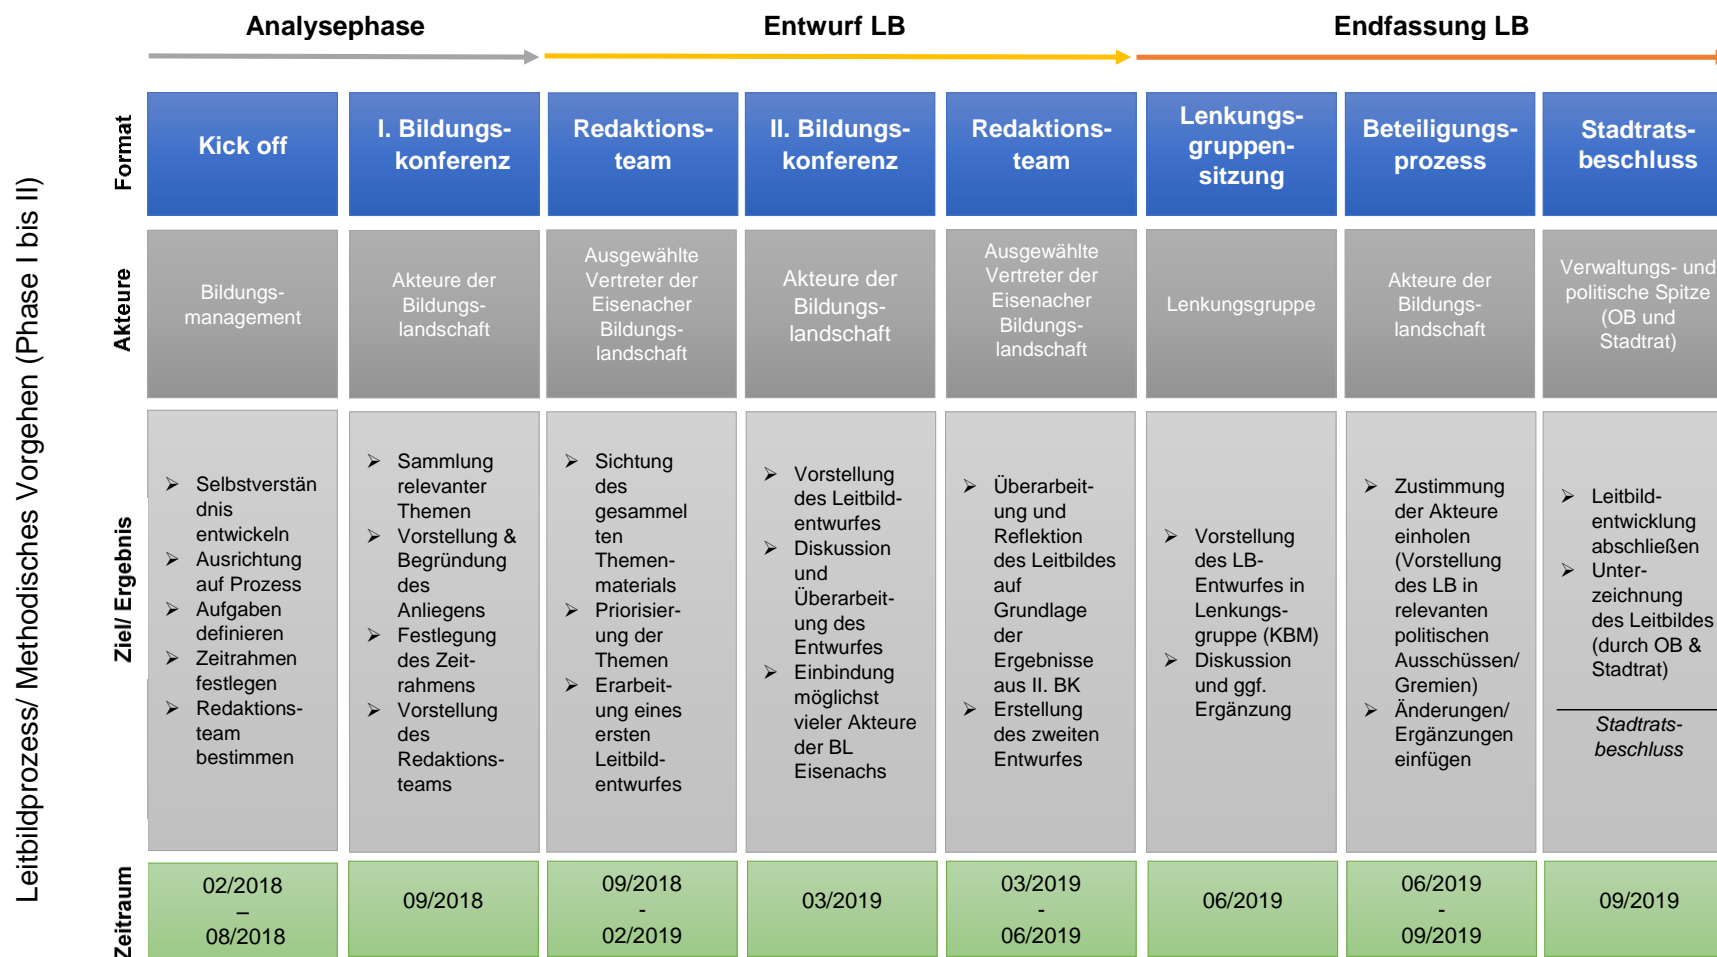 Leitbildprozess/ Methodisches Vorgehen (Phase I bis II)
Analysephase
Entwurf LB
Endfassung LB
Format
Kick off
I. Bildungs-
konferenz
Redaktions-
team
II. Bildungs-
konferenz
Redaktions-
team
Lenkungs-
gruppen-
sitzung
Beteiligungs-
prozess
Stadtrats-
beschluss
Akteure
Bildungs-
management
Akteure der
Bildungs-
landschaft
Ausgewählte
Vertreter der
Eisenacher
Bildungs-
landschaft
Akteure der
Bildungs-
landschaft
Ausgewählte
Vertreter der
Eisenacher
Bildungs-
landschaft
Lenkungsgruppe
Akteure der
Bildungs-
landschaft
Verwaltungs- und
politische Spitze
(OB und
Stadtrat)
Ziel/ Ergebnis
➢ Selbstverstän
dnis
entwickeln
➢ Ausrichtung
auf Prozess
➢ Aufgaben
definieren
➢ Zeitrahmen
festlegen
➢ Redaktions-
team
bestimmen
➢ Sammlung
relevanter
Themen
➢ Vorstellung &
Begründung
des
Anliegens
➢ Festlegung
des Zeit-
rahmens
➢ Vorstellung
des
Redaktions-
teams
➢ Sichtung
des
gesammel
ten
Themen-
materials
➢ Priorisier-
ung der
Themen
➢ Erarbeit-
ung eines
ersten
Leitbild-
entwurfes
➢ Vorstellung
des Leitbild-
entwurfes
➢ Diskussion
und
Überarbeit-
ung des
Entwurfes
➢ Einbindung
möglichst
vieler Akteure
der BL
Eisenachs
➢ Überarbeit-
ung und
Reflektion
des Leitbildes
auf
Grundlage
der
Ergebnisse
aus II. BK
➢ Erstellung
des zweiten
Entwurfes
➢ Vorstellung
des LB-
Entwurfes in
Lenkungs-
gruppe (KBM)
➢ Diskussion
und ggf.
Ergänzung
➢ Zustimmung
der Akteure
einholen
(Vorstellung
des LB in
relevanten
politischen
Ausschüssen/
Gremien)
➢ Änderungen/
Ergänzungen
einfügen
➢ Leitbild-
entwicklung
abschließen
➢ Unter-
zeichnung
des Leitbildes
(durch OB &
Stadtrat)
Stadtrats-
beschluss
Zeitraum
02/2018
–
08/2018
09/2018
09/2018
-
02/2019
03/2019
03/2019
-
06/2019
06/2019
06/2019
-
09/2019
09/2019